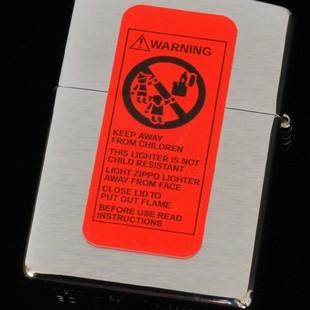 WARNING
KEEP AWAY
FROM CHILDREN
THIS LIGHTER IS NOT
CHILD RESISTANT
LIGHT ZIPPO LIGHTER
AWAY FROM FACE
CLOSE LID TO
PUT OUT FLAME
BEFORE USE READ
INSTRUCTIONS